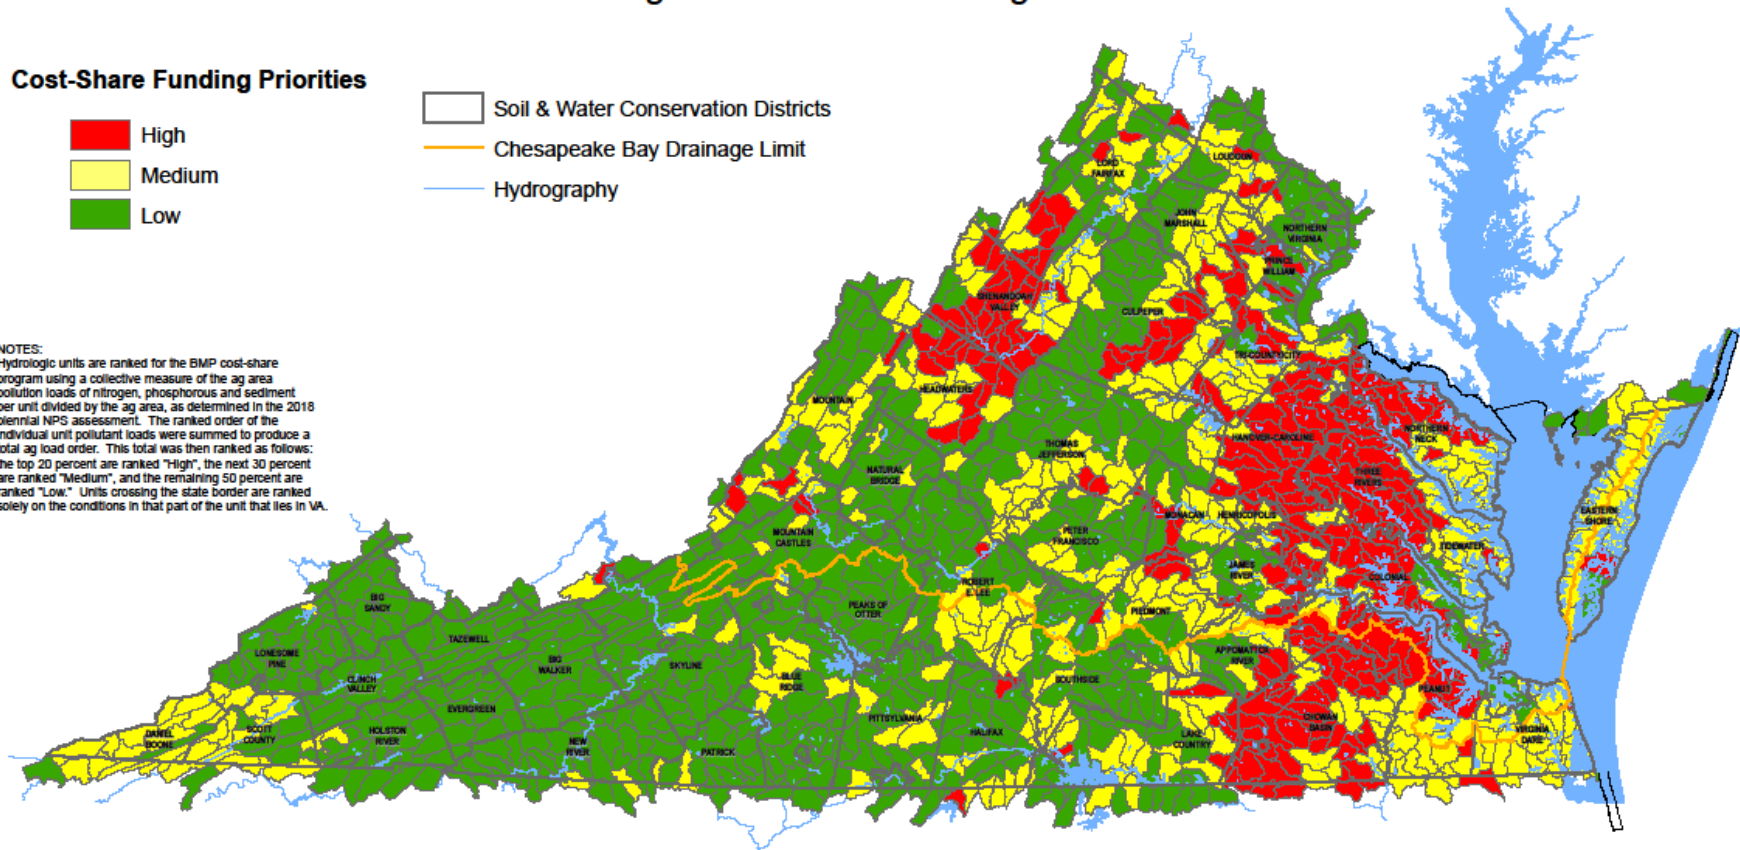 Cost-Share Funding Priorities
High
Medium
Low
Soil & Water Conservation Districts
Chesapeake Bay Drainage Limit
Hydrography
NOTES:
Hydrologic units are ranked for the BMP cost-share
program using a collective measure of the ag area
pollution loads of nitrogen, phosphorous and sediment
per unit divided by the ag area, as determined in the 2018
biennial NPS assessment. The ranked order of the
individual unit pollutant loads were summed to produce a
total ag load order. This total was then ranked as follows:
the top 20 percent are ranked "High", the next 30 percent
are ranked "Medium", and the remaining 50 percent are
ranked "Low." Units crossing the state border are ranked
solely on the conditions in that part of the unit that lies in VA.
LORD
FAIRFAX
LOUDOUN
JOHN
MARSHALL
NORTHERN
VIRGINIA
PRINCE
WILLIAM
SHENANDOAH
VALLEY
CULPEPER
TRI-COUNTY/CITY
HEADWATERS
MOUNTAIN
HANOVER-CAROLINE
NORTHERN
NECK
THOMAS
JEFFERSON
NATURAL
BRIDGE
THREE
RIVERS
MONACAN
HENRICOPOLIS
EASTERN
SHORE
MOUNTAIN
CASTLES
PETER
FRANCISCO
TIDEWATER
JAMES
RIVER
COLONIAL
ROBERT
E. LEE
BIG
SANDY
PEAKS OF
OTTER
PIEDMONT
TAZEWELL
LONESOME
PINE
BIG
WALKER
SKYLINE
APPOMATTOX
RIVER
CLINCH
VALLEY
BLUE
RIDGE
SOUTHSIDE
PEANUT
EVERGREEN
PITTSYLVANIA
CHOWAN
BASIN
DANIEL
BOONE
SCOTT
COUNTY
HOLSTON
RIVER
HALIFAX
LAKE
COUNTRY
VIRGINIA
DARE
NEW
RIVER
PATRICK